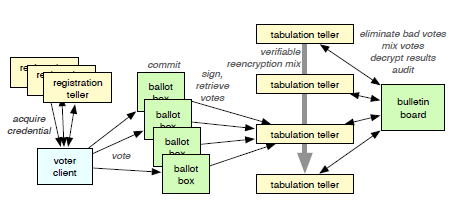 tabulation teller
eliminate bad votes
mix votes
decrypt results
audit
verifiable
reencryption mix
commit
sign,
retrieve
votes
registration
teller
ballot
box
ballot
box
ballot
box
ballot
box
tabulation teller
bulletin
board
acquire
credential
tabulation teller
vote
voter
client
tabulation teller